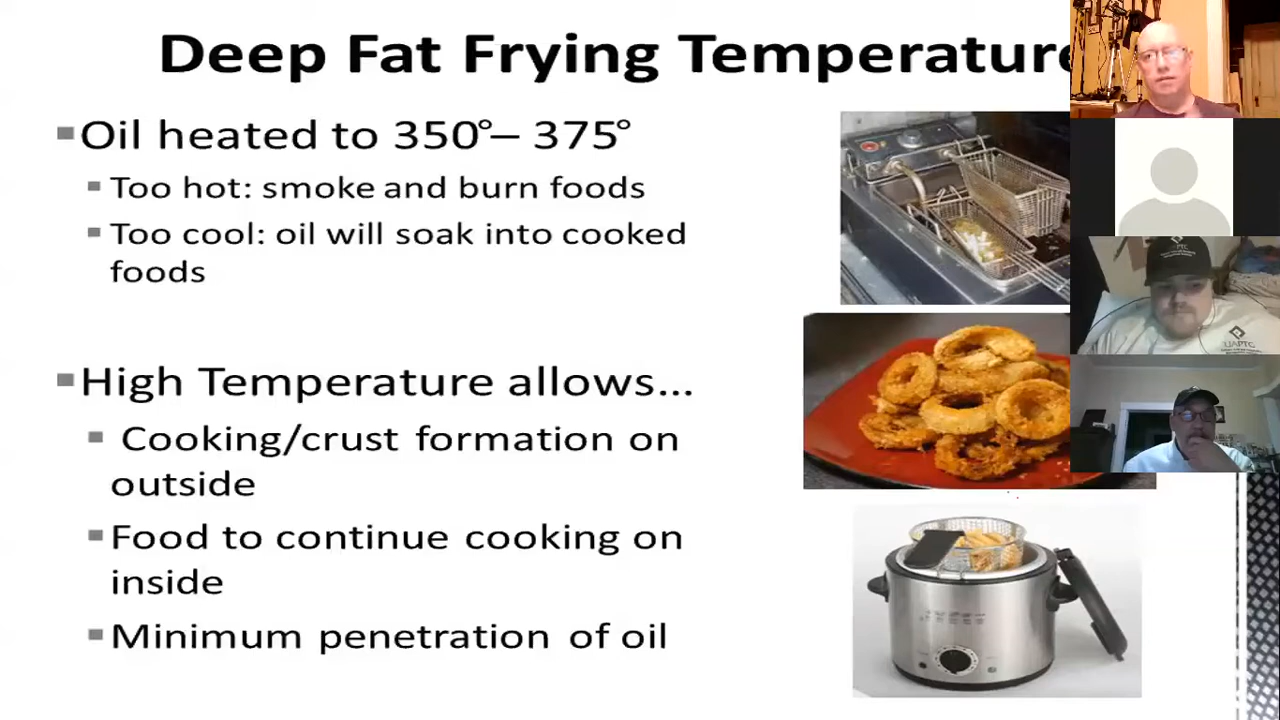 Deep Fat Frying Temperature
Oil heated to 350°– 375°
Too hot: smoke and burn foods
Too cool: oil will soak into cooked
foods
High Temperature allows...
Cooking/crust formation on
outside
Food to continue cooking on
inside
Minimum penetration of oil
UAPTC